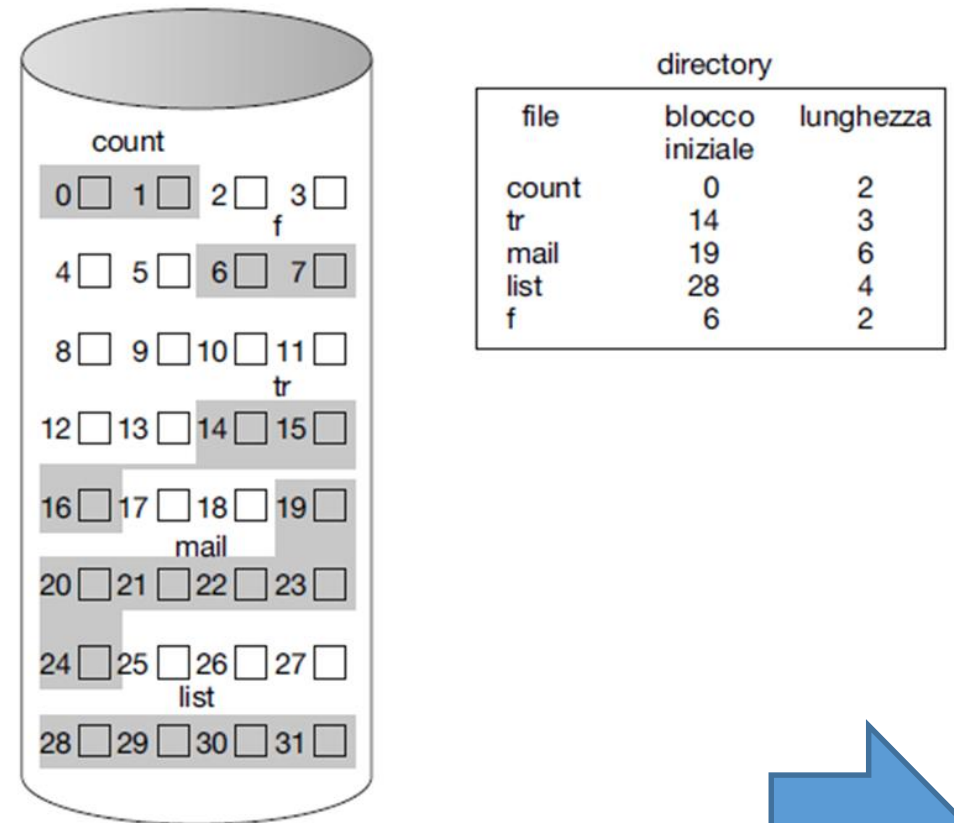 count
0 1 2 3
f
4 5 6 7
8 9 10 11
tr
12 13 14 15
16 17 18 19
mail
20 21 22 23
24 25 26 27
list
28 29 30 31
directory
file blocco iniziale lunghezza
count 0 2
tr 14 3
mail 19 6
list 28 4
f 6 2